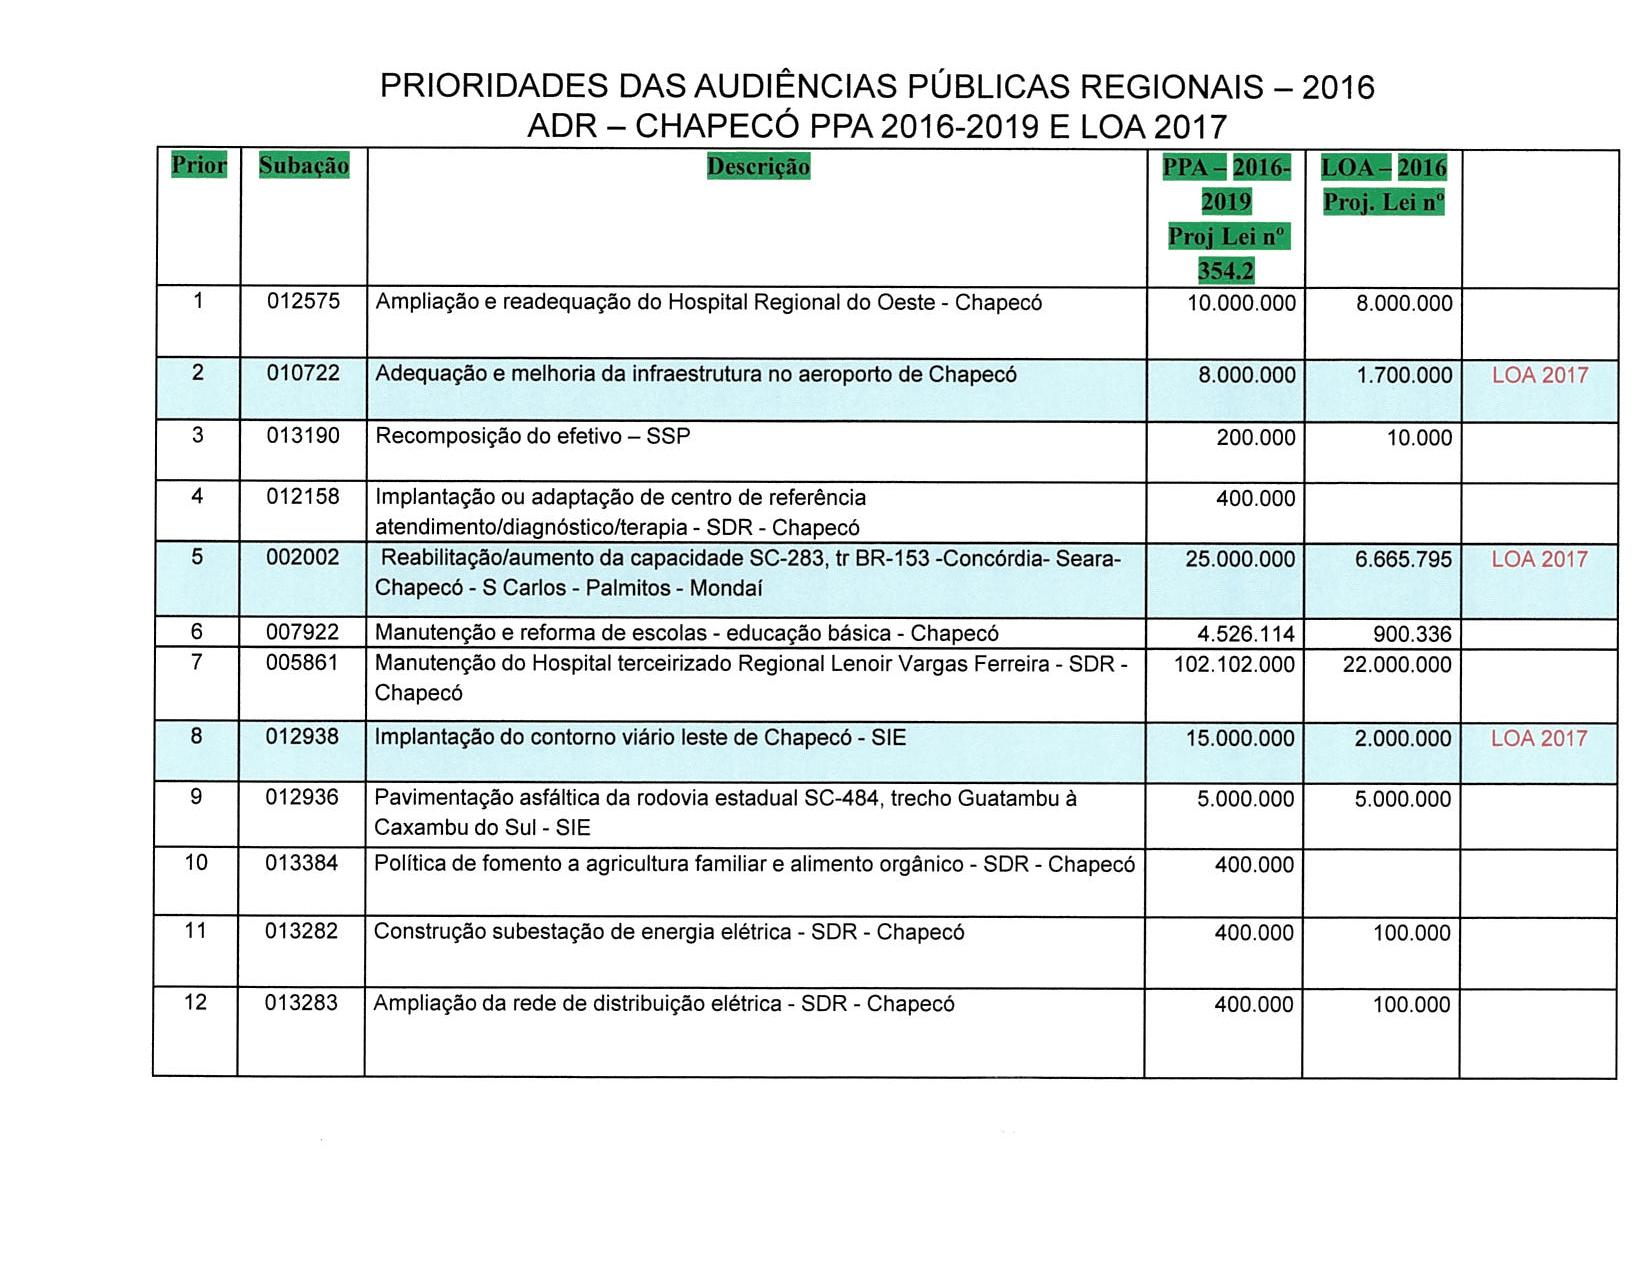 PRIORIDADES DAS AUDIÊNCIAS PÚBLICAS REGIONAIS – 2016
ADR – CHAPECÓ PPA 2016-2019 E LOA 2017
Prior Subação Descrição PPA – 2016- LOA – 2016
2019 Proj. Lei nº
Proj Lei nº
354.2
1 012575 Ampliação e readequação do Hospital Regional do Oeste - Chapecó 10.000.000 8.000.000
2 010722 Adequação e melhoria da infraestrutura no aeroporto de Chapecó 8.000.000 1.700.000 LOA 2017
3 013190 Recomposição do efetivo – SSP 200.000 10.000
4 012158 Implantação ou adaptação de centro de referência 400.000
atendimento/diagnóstico/terapia - SDR - Chapecó
5 002002 Reabilitação/aumento da capacidade SC-283, tr BR-153 -Concórdia- Seara- 25.000.000 6.665.795 LOA 2017
Chapecó - S Carlos - Palmitos - Mondaí
6 007922 Manutenção e reforma de escolas - educação básica - Chapecó 4.526.114 900.336
7 005861 Manutenção do Hospital terceirizado Regional Lenoir Vargas Ferreira - SDR - 102.102.000 22.000.000
Chapecó
8 012938 Implantação do contorno viário leste de Chapecó - SIE 15.000.000 2.000.000 LOA 2017
9 012936 Pavimentação asfáltica da rodovia estadual SC-484, trecho Guatambu à 5.000.000 5.000.000
Caxambu do Sul - SIE
10 013384 Política de fomento a agricultura familiar e alimento orgânico - SDR - Chapecó 400.000
11 013282 Construção subestação de energia elétrica - SDR - Chapecó 400.000 100.000
12 013283 Ampliação da rede de distribuição elétrica - SDR - Chapecó 400.000 100.000